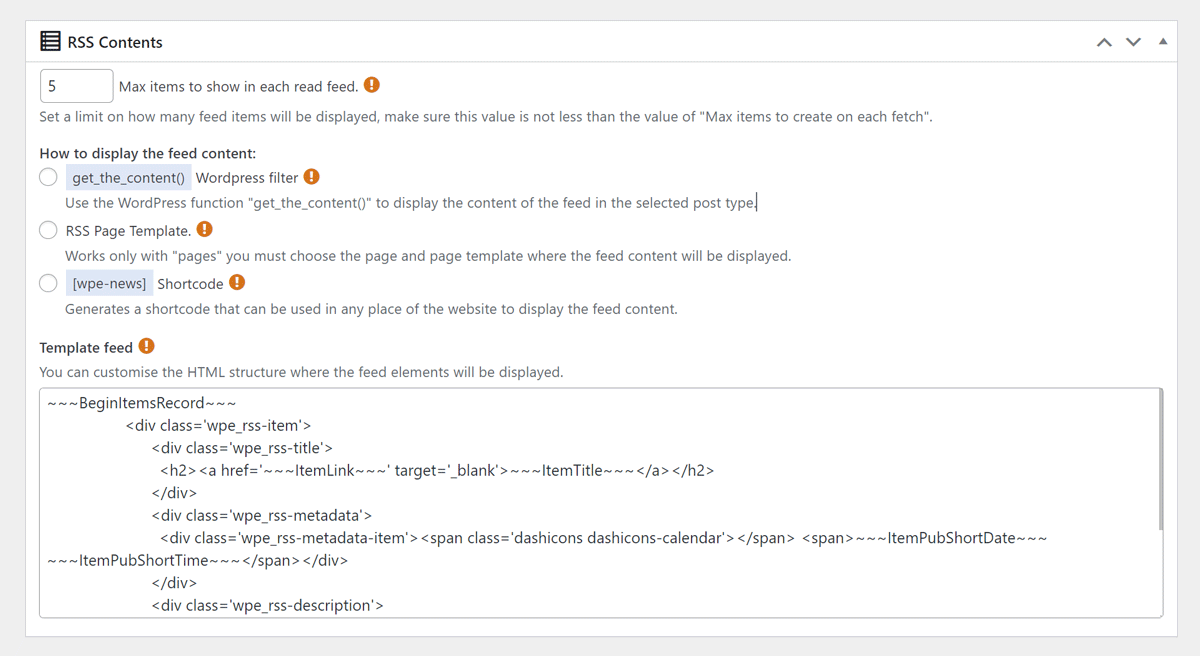 RSS Contents
5 Max items to show in each read feed.
Set a limit on how many feed items will be displayed, make sure this value is not less than the value of "Max items to create on each fetch".
How to display the feed content:
get_the_content() Wordpress filter
Use the WordPress function "get_the_content()" to display the content of the feed in the selected post type.
RSS Page Template.
Works only with "pages" you must choose the page and page template where the feed content will be displayed.
[wpe-news] Shortcode
Generates a shortcode that can be used in any place of the website to display the feed content.
Template feed
You can customise the HTML structure where the feed elements will be displayed.
~~~BeginItemsRecord~~~
<div class='wpe_rss-item'>
<div class='wpe_rss-title'>
<h2><a href='~~~ItemLink~~~' target='_blank'>~~~ItemTitle~~~</a></h2>
</div>
<div class='wpe_rss-metadata'>
<div class='wpe_rss-metadata-item'><span class='dashicons dashicons-calendar'></span> <span>~~~ItemPubShortDate~~~
~~~ItemPubShortTime~~~</span></div>
</div>
<div class='wpe_rss-description'>